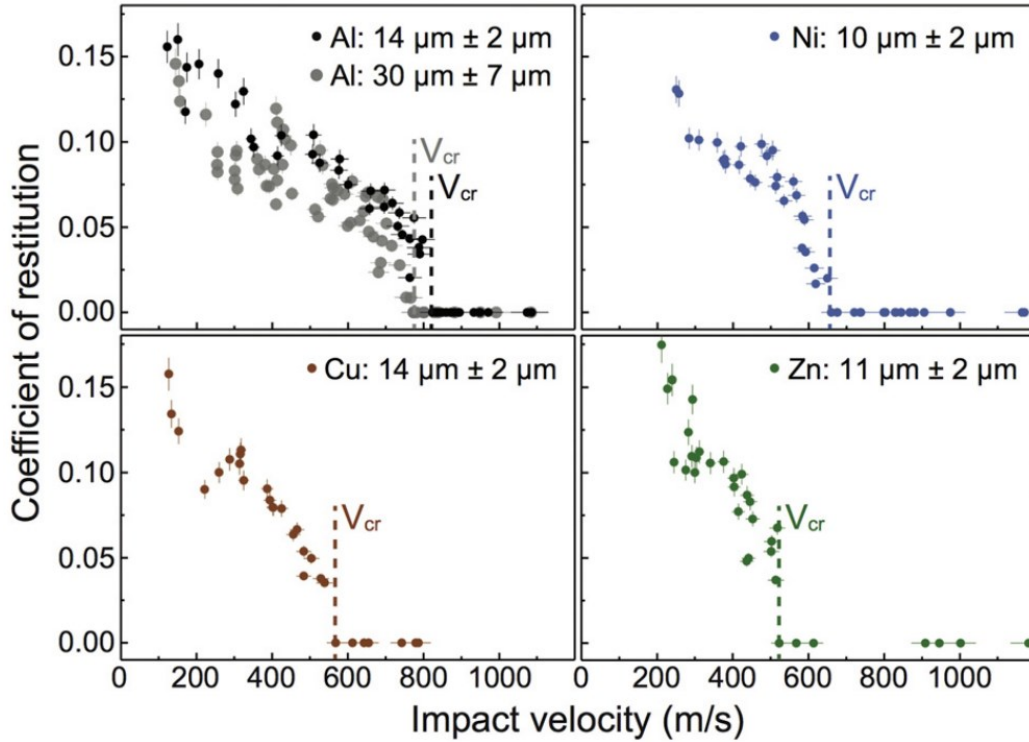 Coefficient of restitution
0.15
0.10
0.05
0.00
Al: 14 µm ± 2 µm
Al: 30 µm ± 7 µm
Vcr
Vcr
Ni: 10 µm ± 2 µm
Vcr
0.15
0.10
0.05
0.00
Cu: 14 µm ± 2 µm
Vcr
Zn: 11 µm ± 2 µm
Vcr
0 200 400 600 800 1000
0 200 400 600 800 1000
Impact velocity (m/s)